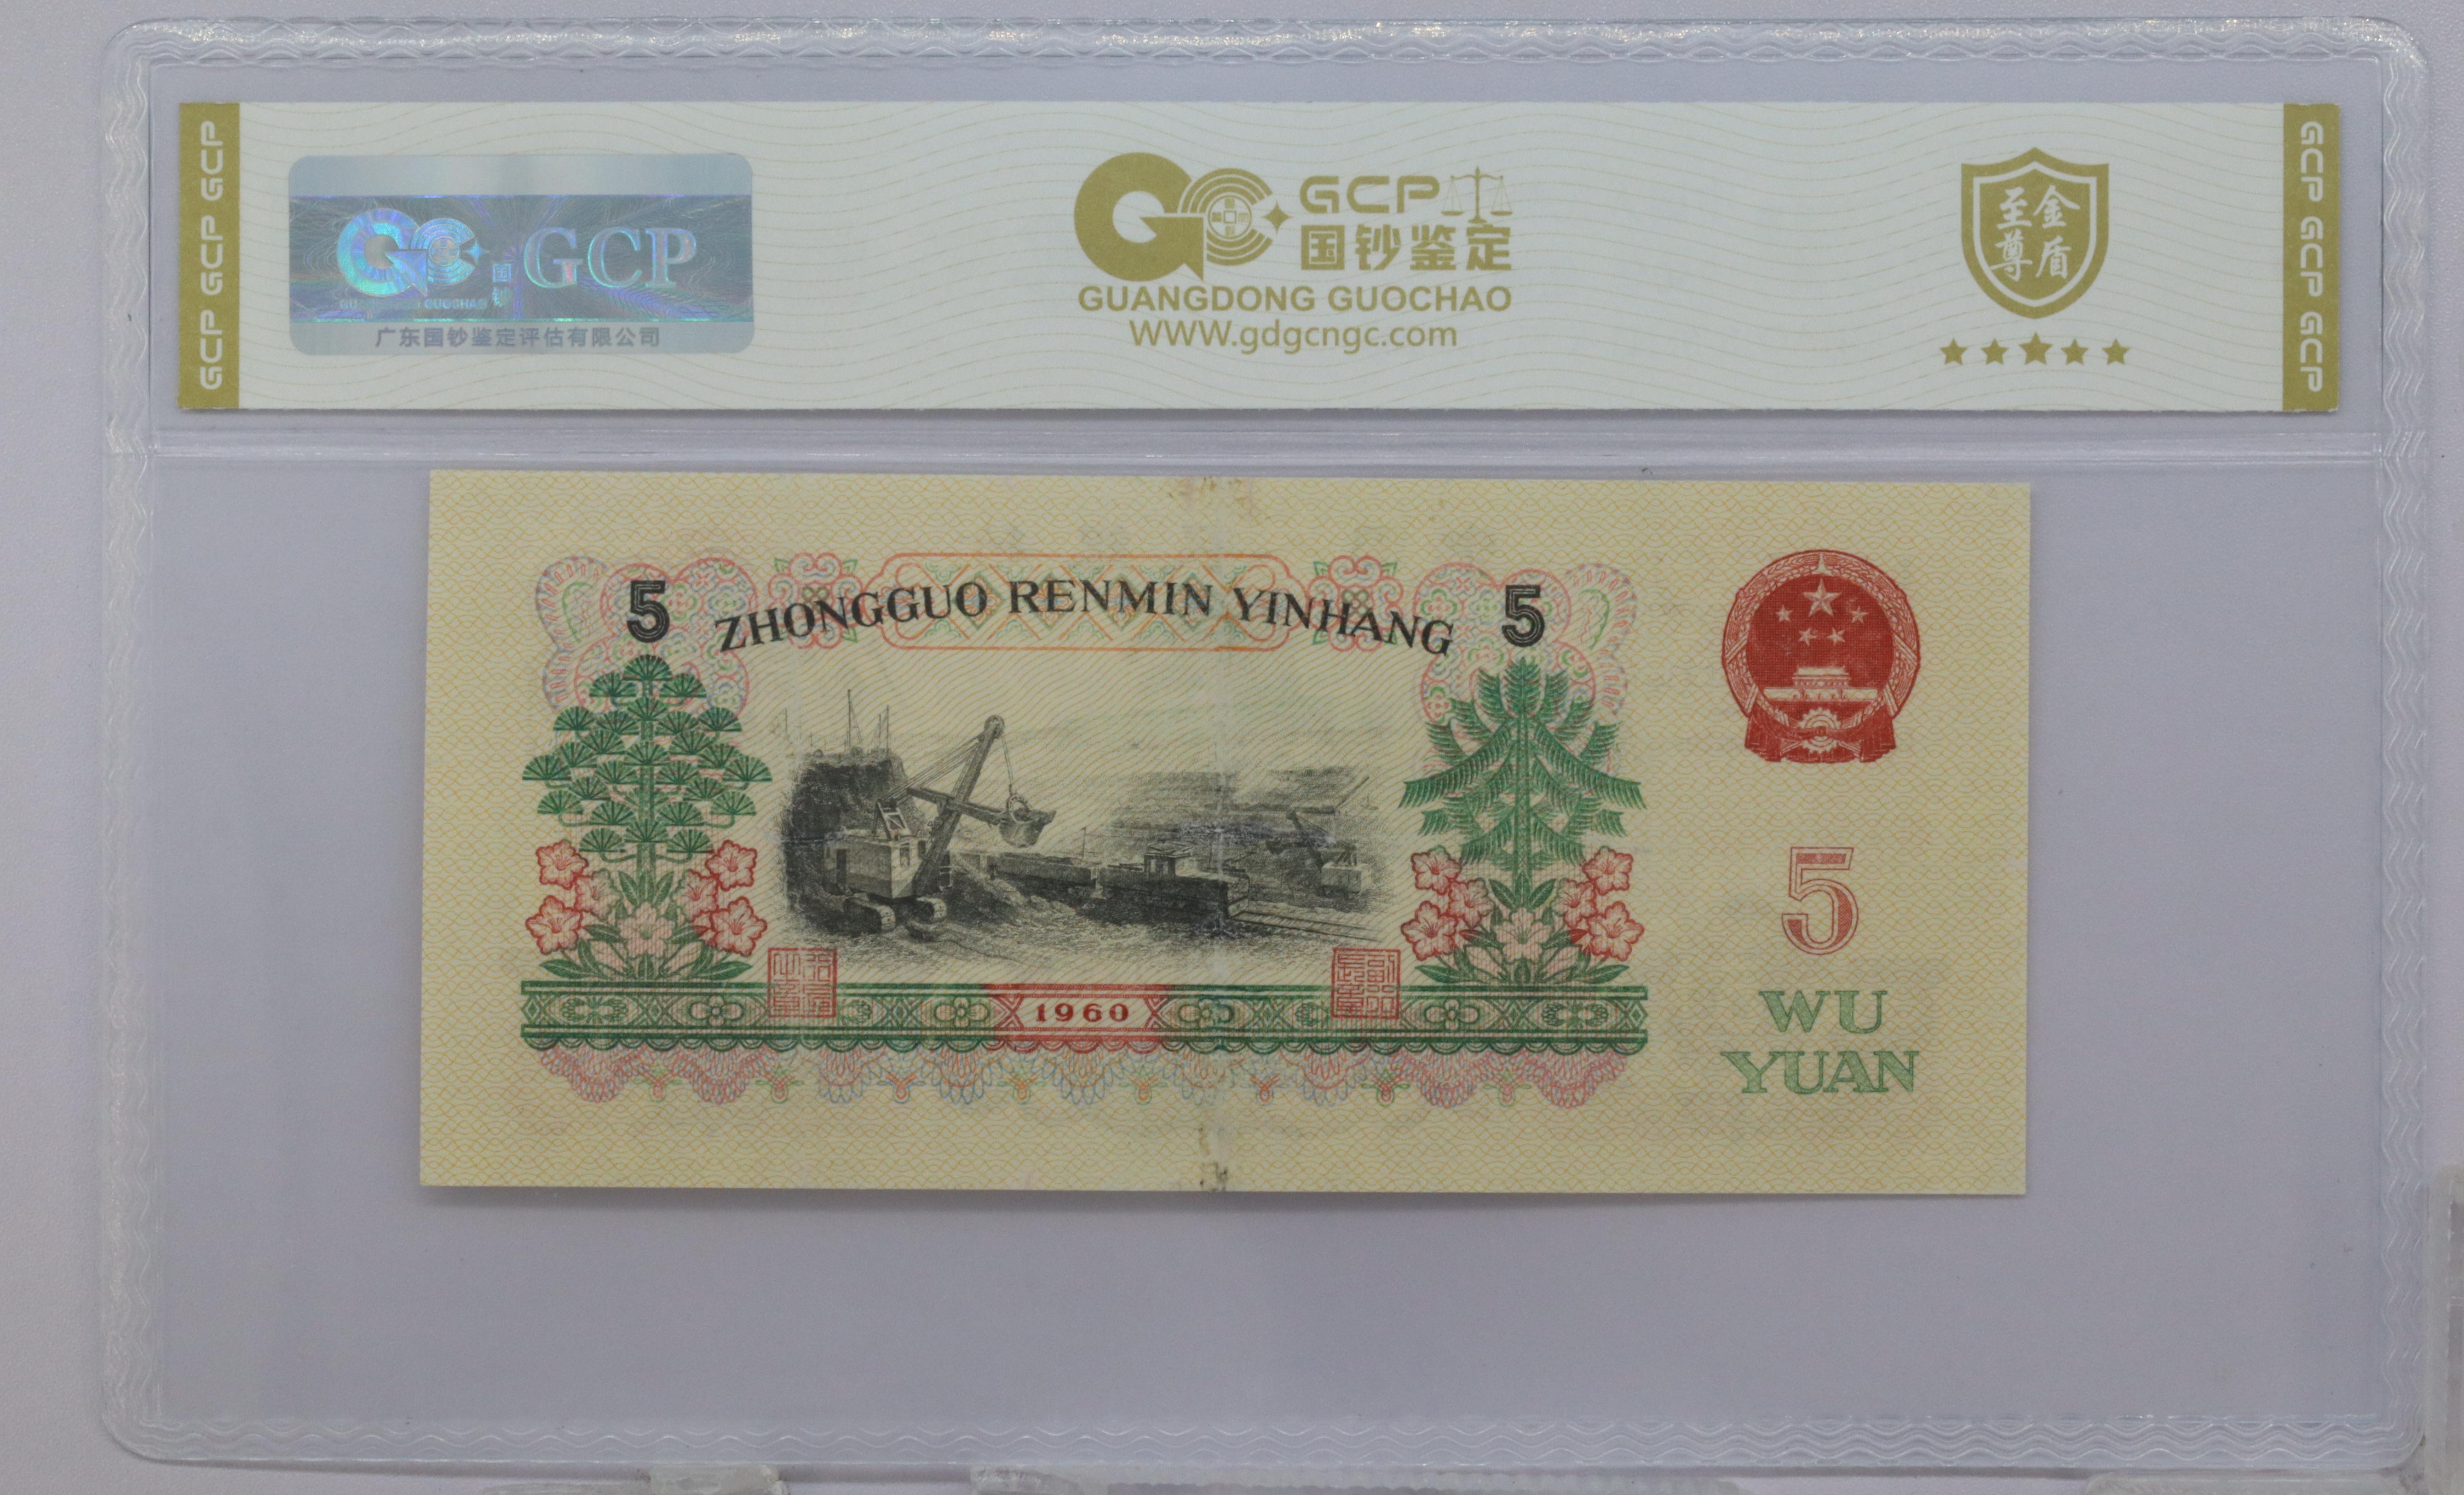 GCP GCP GCP
GUANGDONG GUOCHAO
国钞
GCP
广东国钞鉴定评估有限公司
GCP
国钞鉴定
GUANGDONG GUOCHAO
WWW.gdgcngc.com
至尊
金盾
GCP GCP GCP
5
ZHONGGUO RENMIN YINHANG
5
1960
5
WU
YUAN